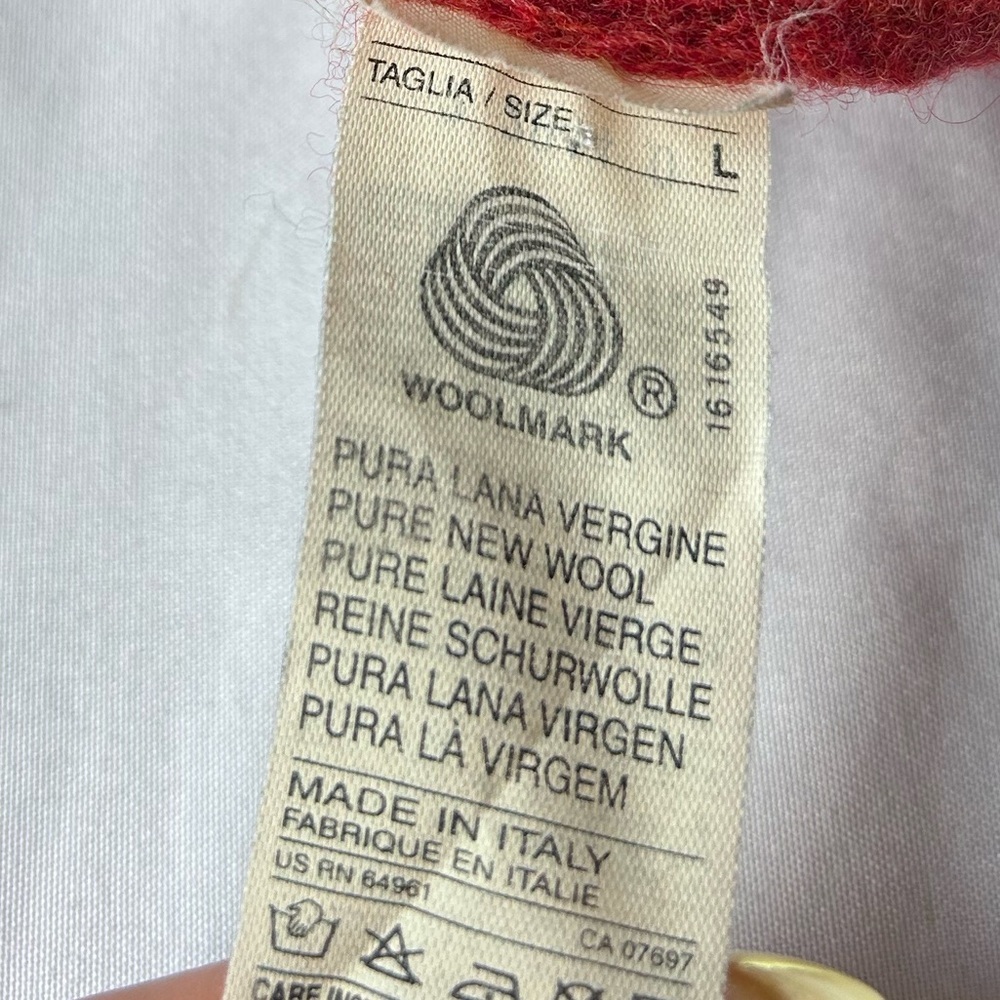 TAGLIA / SIZE
L
1616549
®
WOOLMARK
PURA LANA VERGINE
PURE NEW WOOL
PURE LAINE VIERGE
REINE SCHURWOLLE
PURA LANA VIRGEN
PURA LÀ VIRGEM
MADE IN ITALY
FABRIQUE EN ITALIE
US RN 64961
CA 07697
CARE